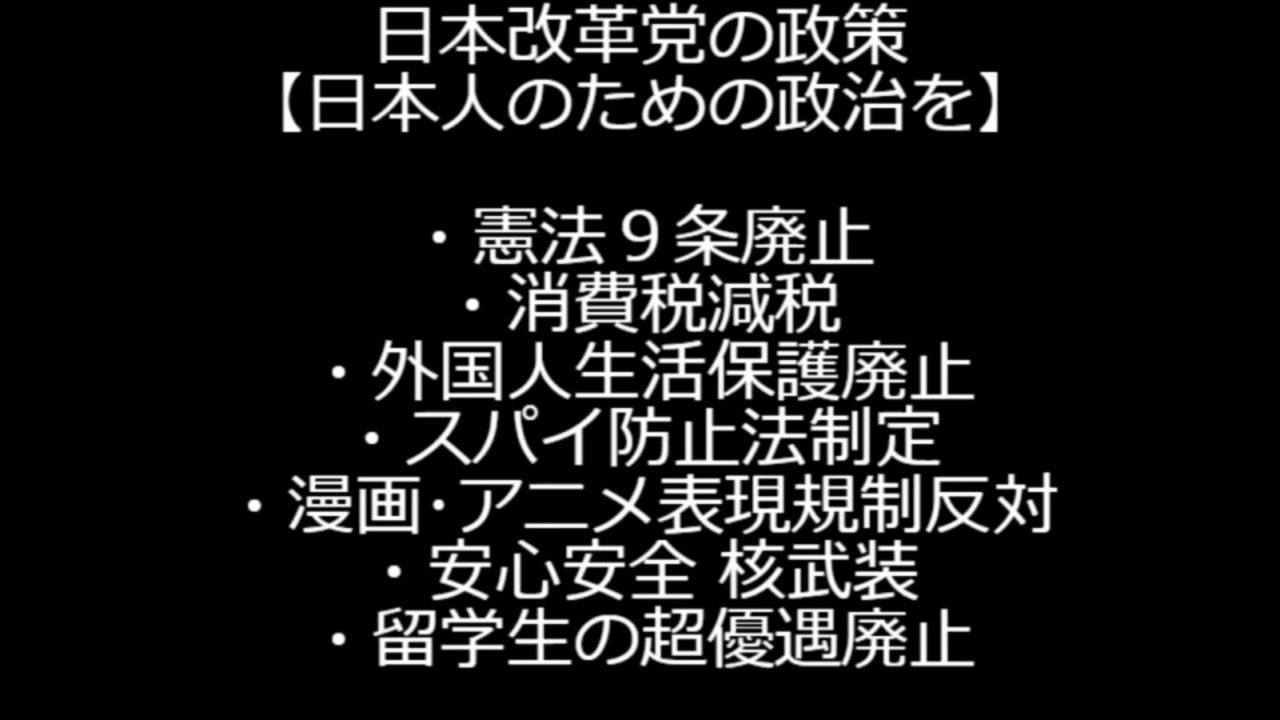 日本改革党の政策
【日本人のための政治を】
・憲法９条廃止
・消費税減税
・外国人生活保護廃止
・スパイ防止法制定
・漫画･アニメ表現規制反対
・安心安全 核武装
・留学生の超優遇廃止